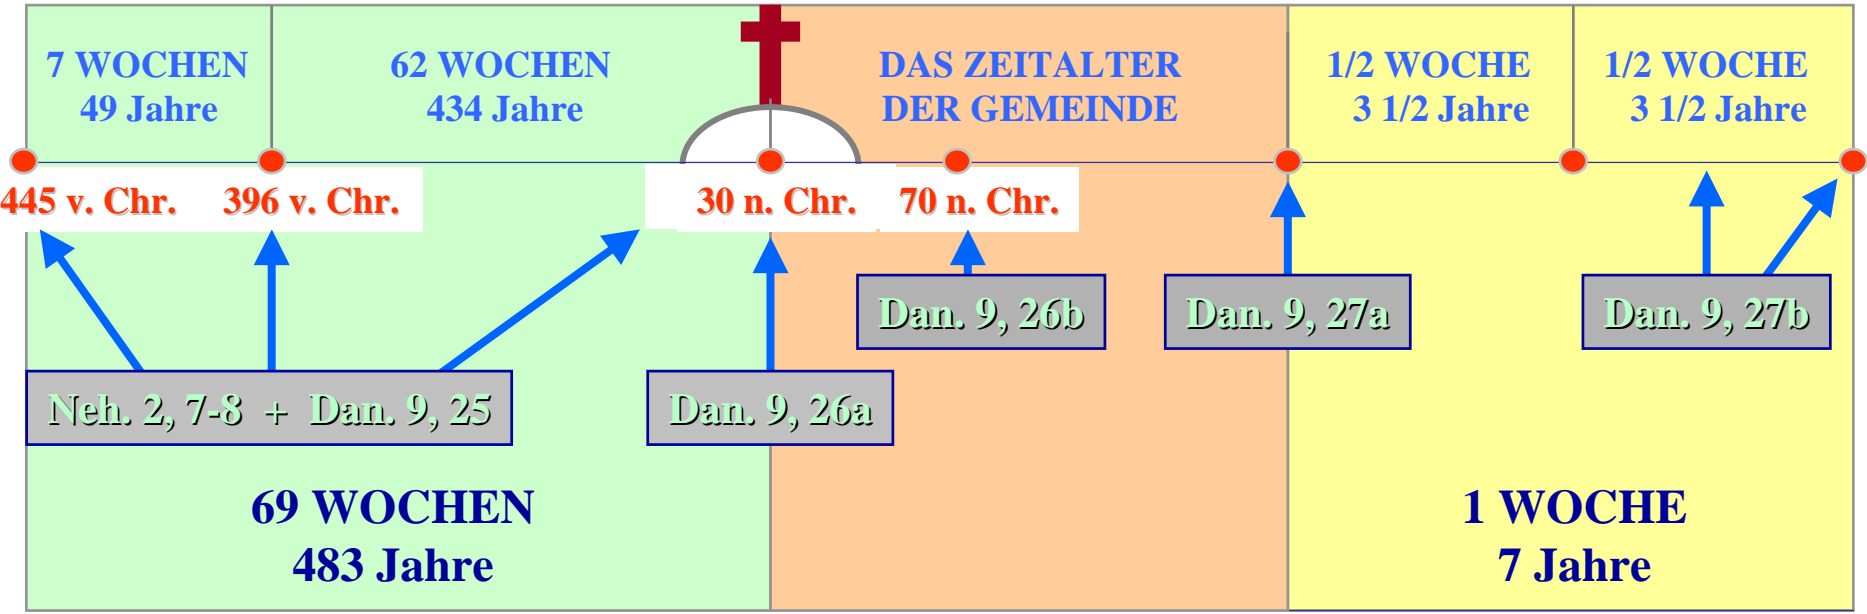 7 WOCHEN
49 Jahre
62 WOCHEN
434 Jahre
DAS ZEITALTER
DER GEMEINDE
1/2 WOCHE
3 1/2 Jahre
1/2 WOCHE
3 1/2 Jahre
445 v. Chr.
396 v. Chr.
30 n. Chr.
70 n. Chr.
Dan. 9, 26b
Dan. 9, 27a
Dan. 9, 27b
Neh. 2, 7-8 + Dan. 9, 25
Dan. 9, 26a
69 WOCHEN
483 Jahre
1 WOCHE
7 Jahre